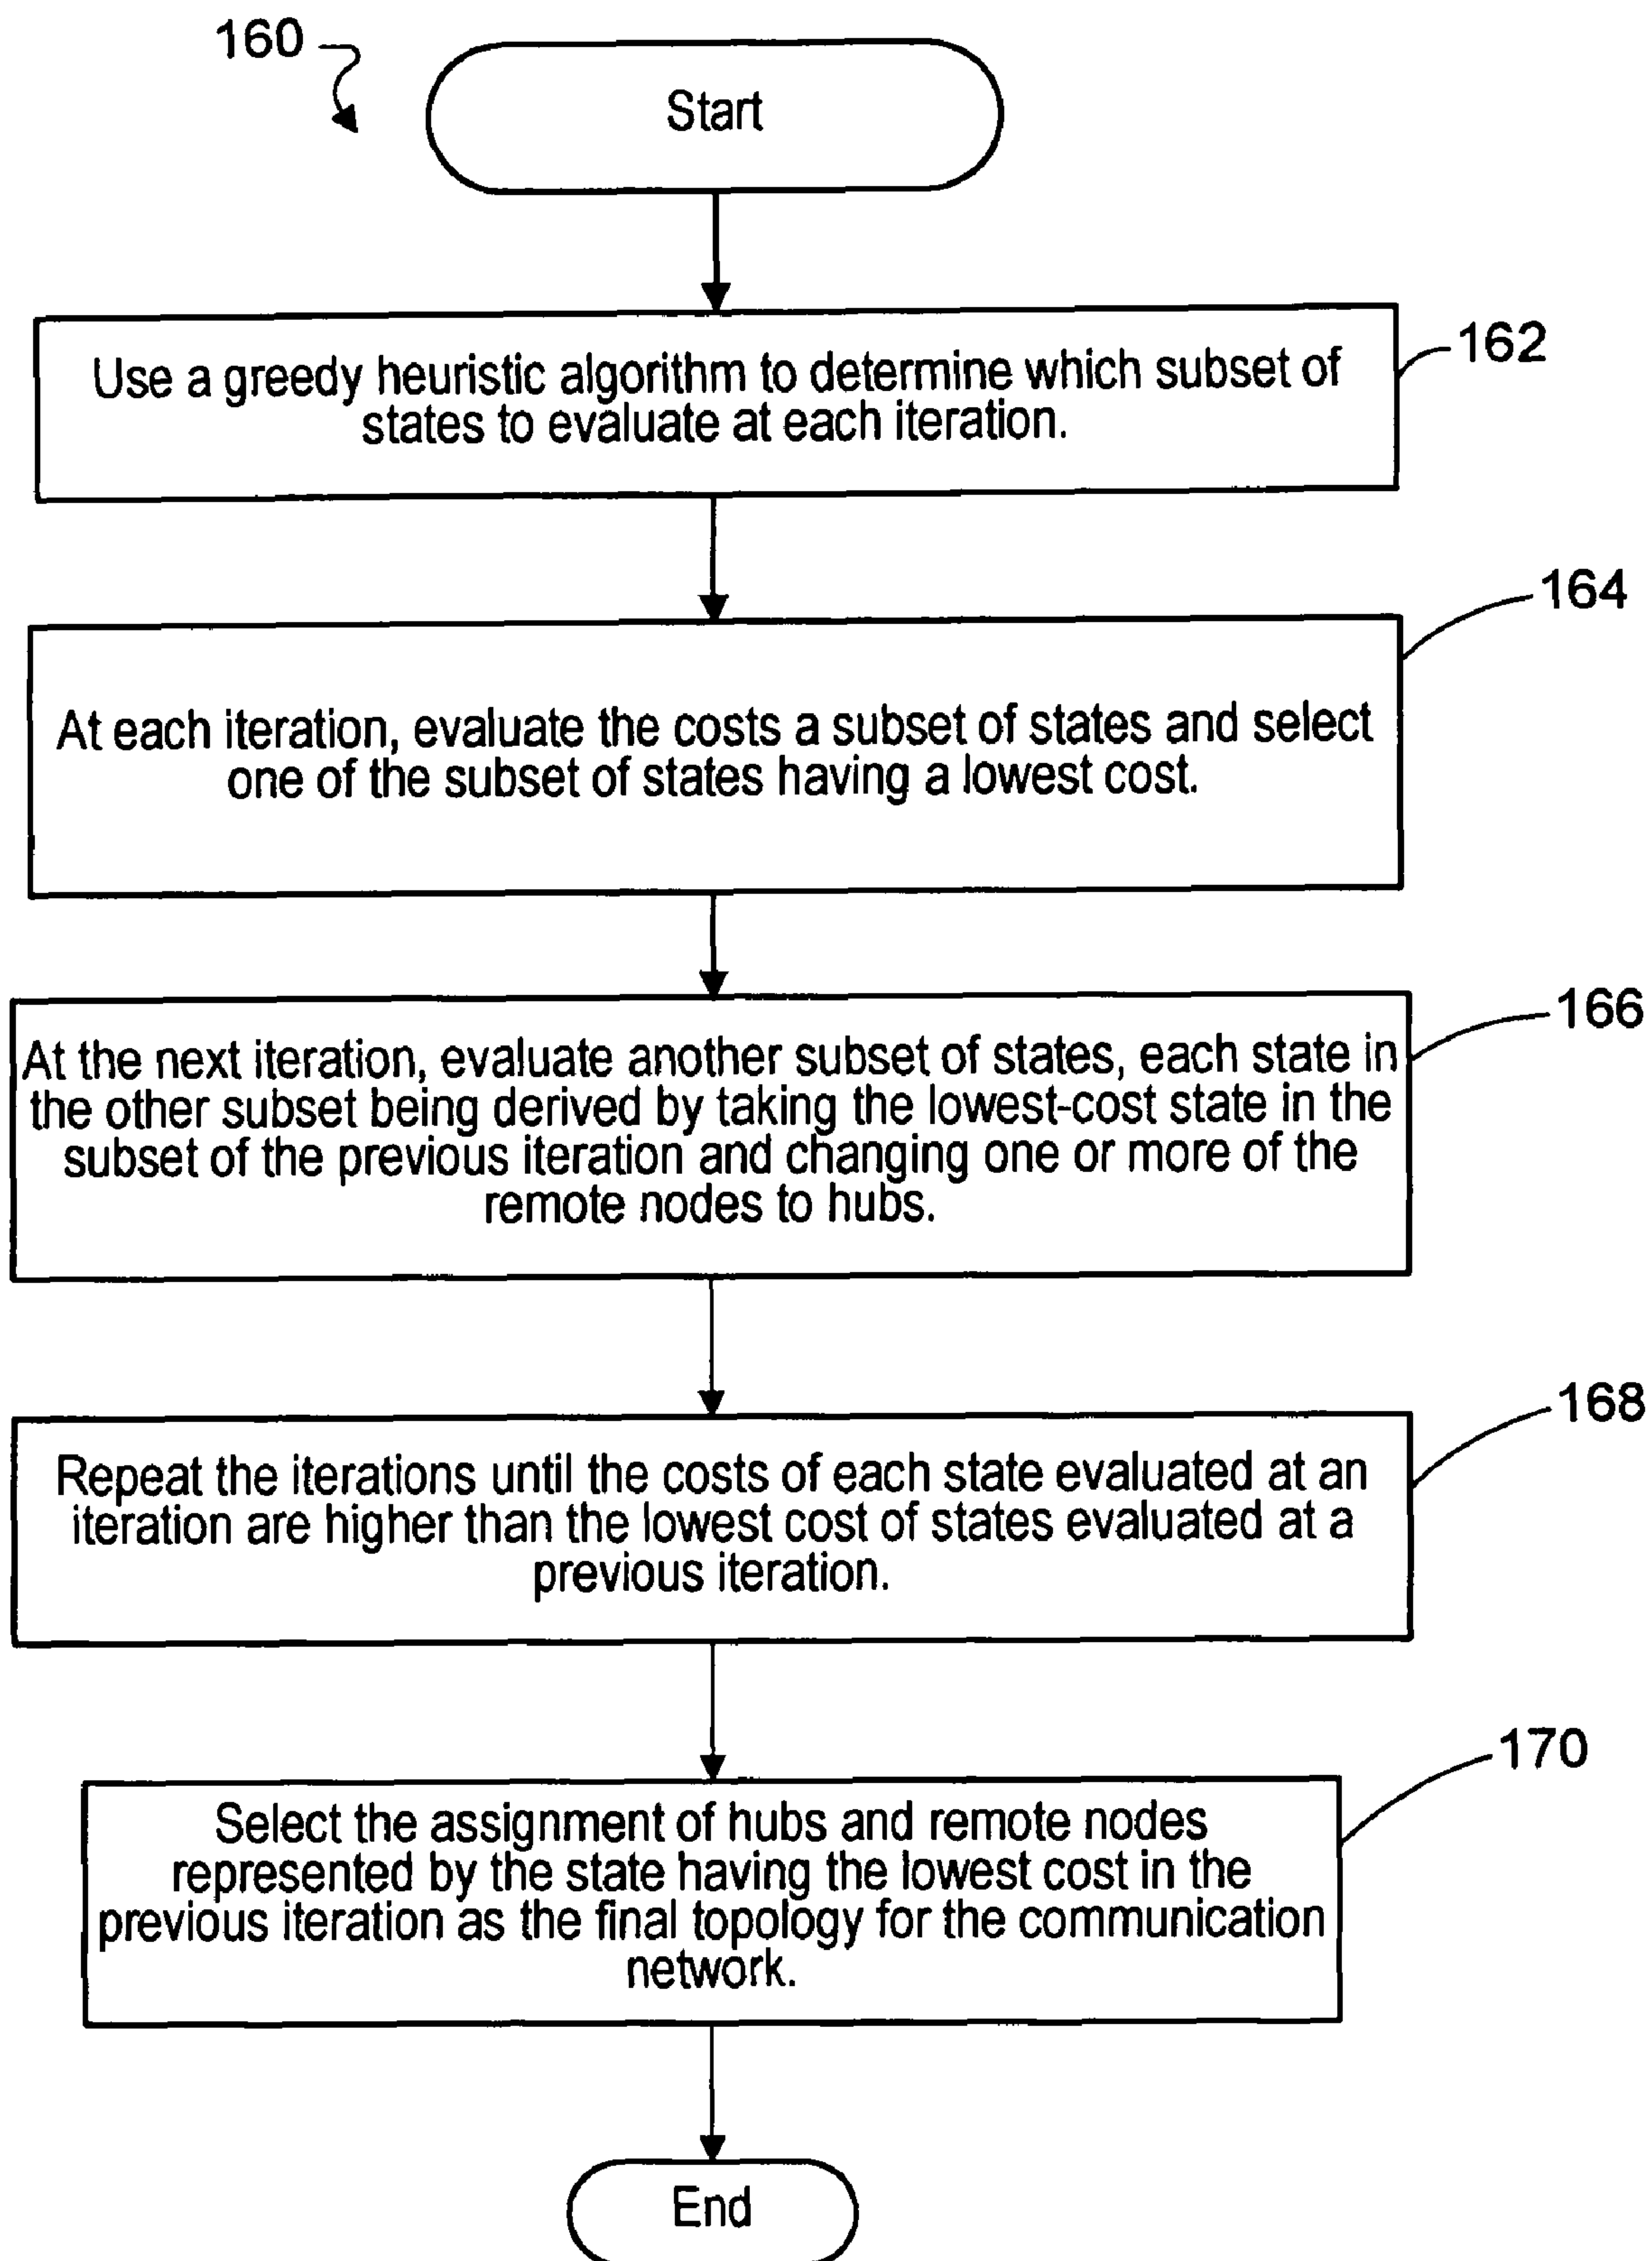 160
Start
Use a greedy heuristic algorithm to determine which subset of
states to evaluate at each iteration.
162
At each iteration, evaluate the costs a subset of states and select
one of the subset of states having a lowest cost.
164
At the next iteration, evaluate another subset of states, each state in
the other subset being derived by taking the lowest-cost state in the
subset of the previous iteration and changing one or more of the
remote nodes to hubs.
166
Repeat the iterations until the costs of each state evaluated at an
iteration are higher than the lowest cost of states evaluated at a
previous iteration.
168
Select the assignment of hubs and remote nodes
represented by the state having the lowest cost in the
previous iteration as the final topology for the communication
network.
170
End